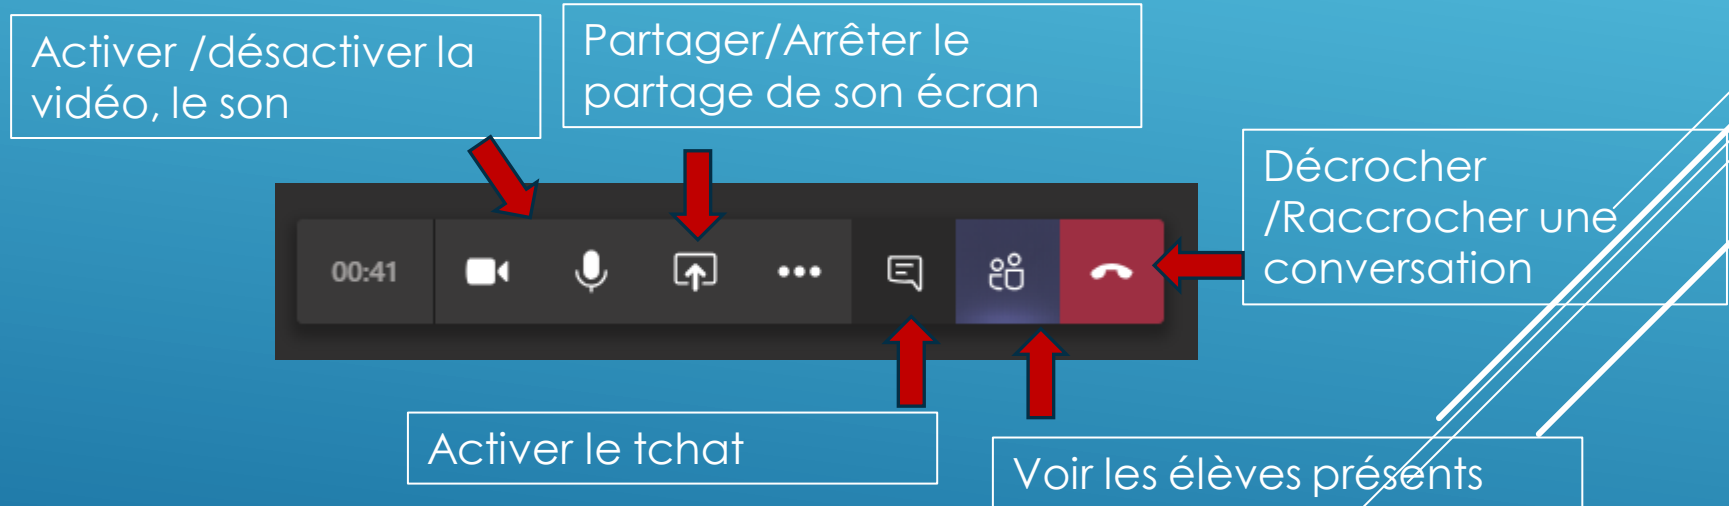 Activer /désactiver la
vidéo, le son
Partager/Arrêter le
partage de son écran
Décrocher
/Raccrocher une
conversation
00:41
Activer le tchat
Voir les élèves présents